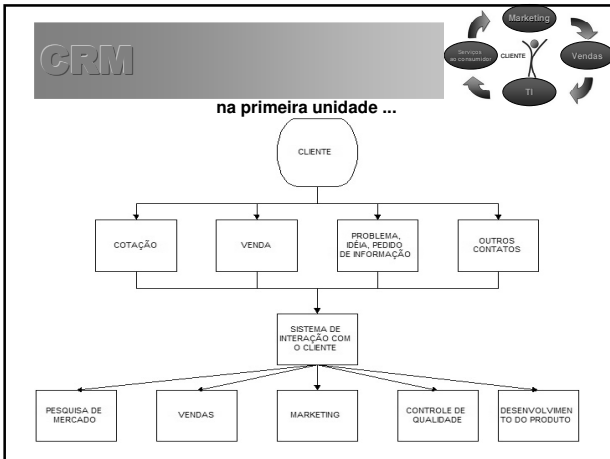 CRM
Marketing
Serviços
ao consumidor
CLIENTE
Vendas
TI
na primeira unidade ...
CLIENTE
COTAÇÃO
VENDA
PROBLEMA,
IDÉIA, PEDIDO
DE INFORMAÇÃO
OUTROS
CONTATOS
SISTEMA DE
INTERAÇÃO COM
O CLIENTE
PESQUISA DE
MERCADO
VENDAS
MARKETING
CONTROLE DE
QUALIDADE
DESENVOLVIMEN
TO DO PRODUTO